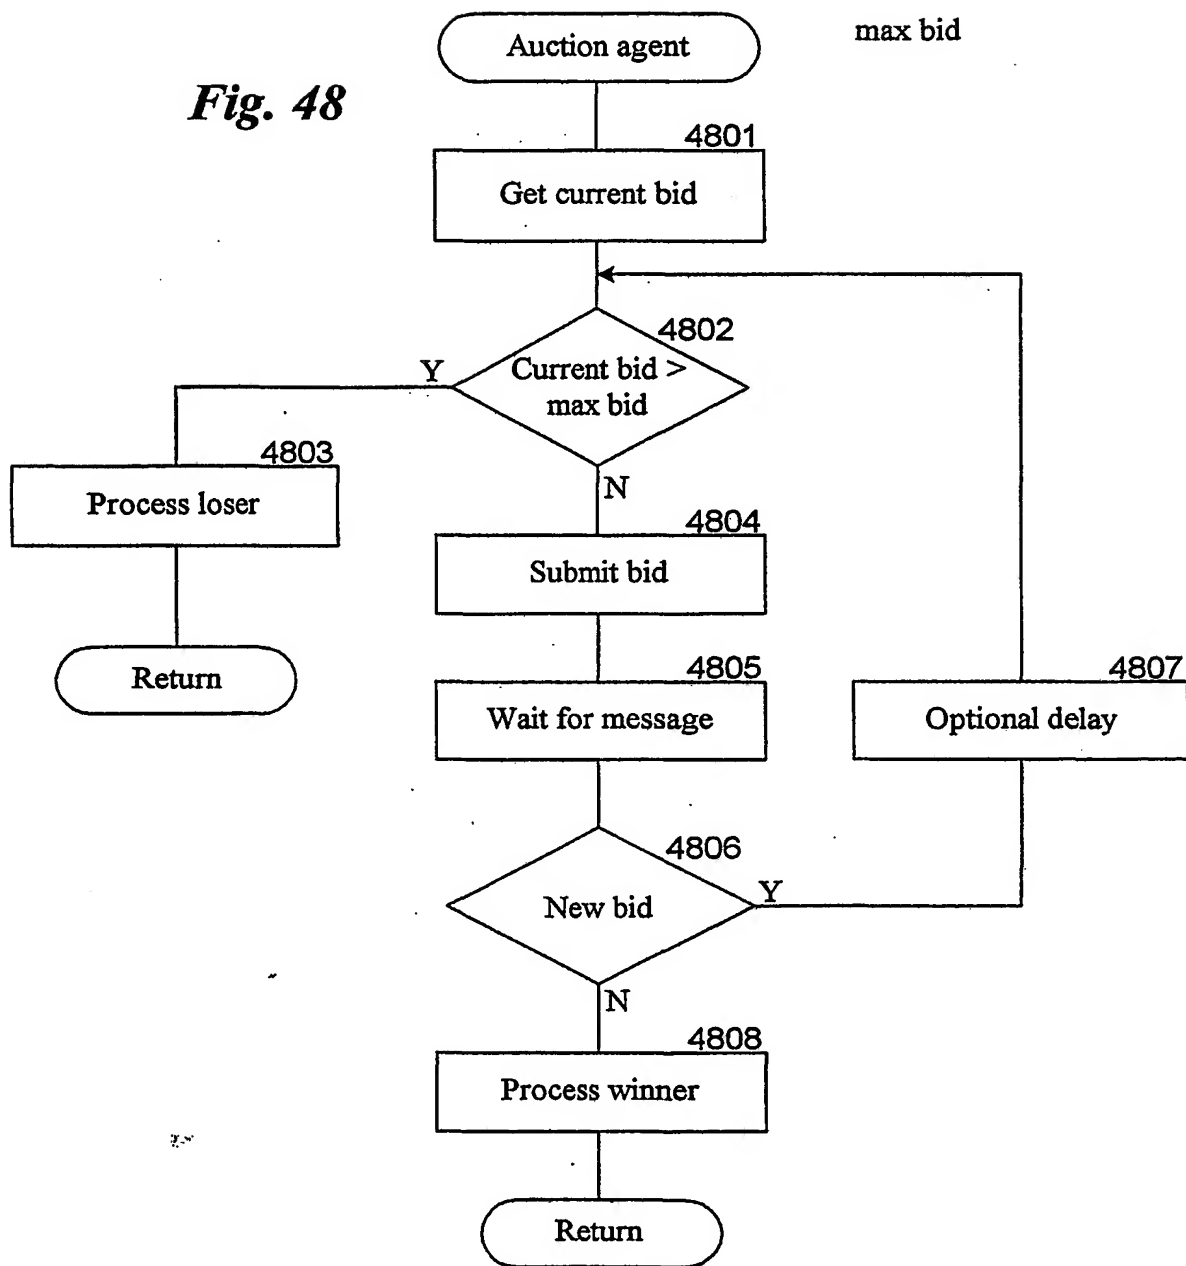 Auction agent
max bid
Fig. 48
4801
Get current bid
4802
Y
Current bid >
max bid
4803
Process loser
N
4804
Submit bid
Return
4805
Wait for message
4807
Optional delay
4806
New bid
Y
N
4808
Process winner
Return